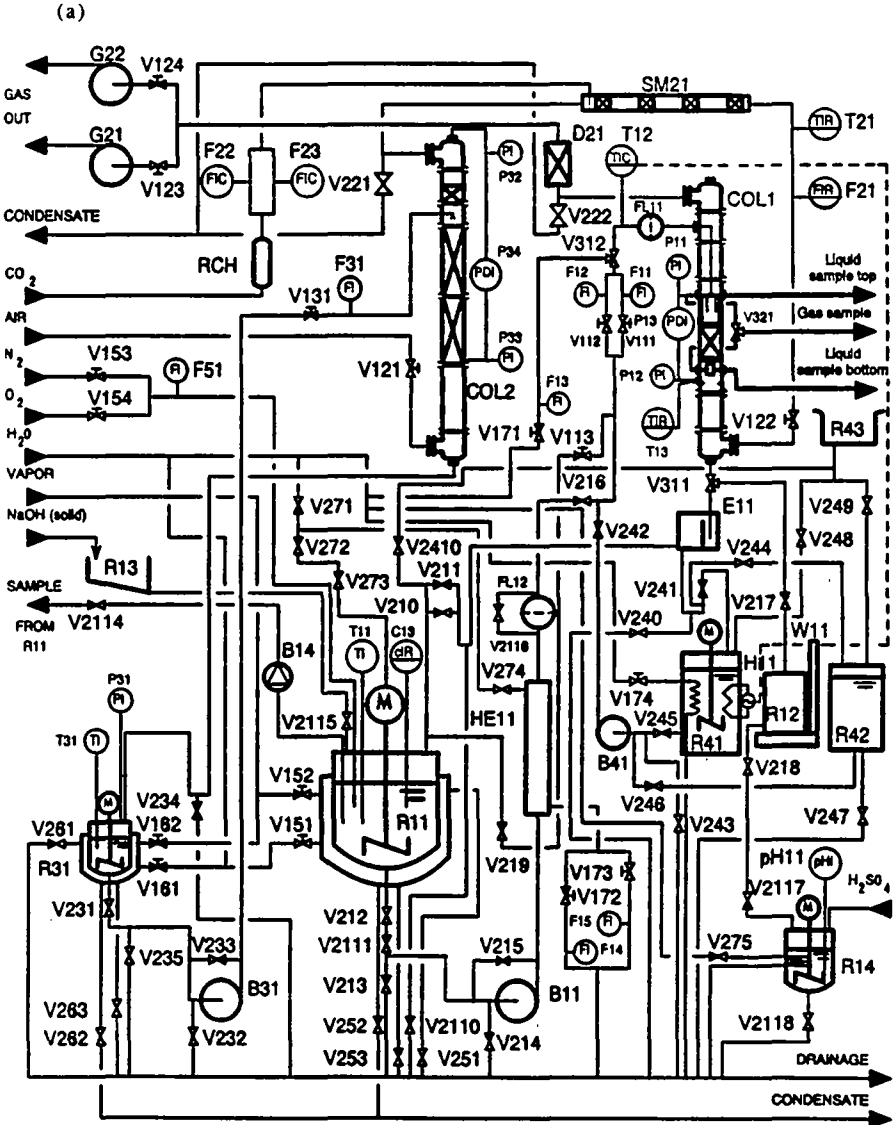 (a)
G22
V124
GAS
OUT
G21
V123
SM21
D21
T12
TIR
T21
F22
F23
FIC
FIC
V221
PI
P32
TIC
COL1
FIR
F21
CONDENSATE
V222
FL11
P11
V312
RCH
P34
PDI
F31
FI
V131
F12
F11
FI
FI
PI
Liquid
sample top
Gas sample
CO2
AIR
V153
N2
V154
O2
FI
F51
V121
P33
PI
COL2
P13
V112
V111
PDI
V321
P12
PI
Liquid
sample bottom
F13
FI
TIR
T13
V122
R43
H2O
VAPOR
NaOH (solid)
V171
V113
V216
V311
E11
V249
V248
V271
V272
V273
V2410
V211
V210
V242
V244
V241
V217
V240
R13
SAMPLE
FROM
R11
V2114
FL12
V2116
W11
M
H11
B14
T11
TI
C13
cIR
V274
HE11
V174
R12
R42
P31
PI
M
V2115
B41
V245
R41
T31
TI
V234
V152
V246
V218
M
V261
V162
R11
V219
V243
V247
R31
V151
V161
V173
pH11
pHI
H2SO4
V231
V172
V2117
M
V212
F15
FI
V233
V2111
V215
FI
F14
V275
V235
V213
R14
B31
B11
V263
V262
V232
V252
V2110
V214
V2118
V253
V251
DRAINAGE
CONDENSATE